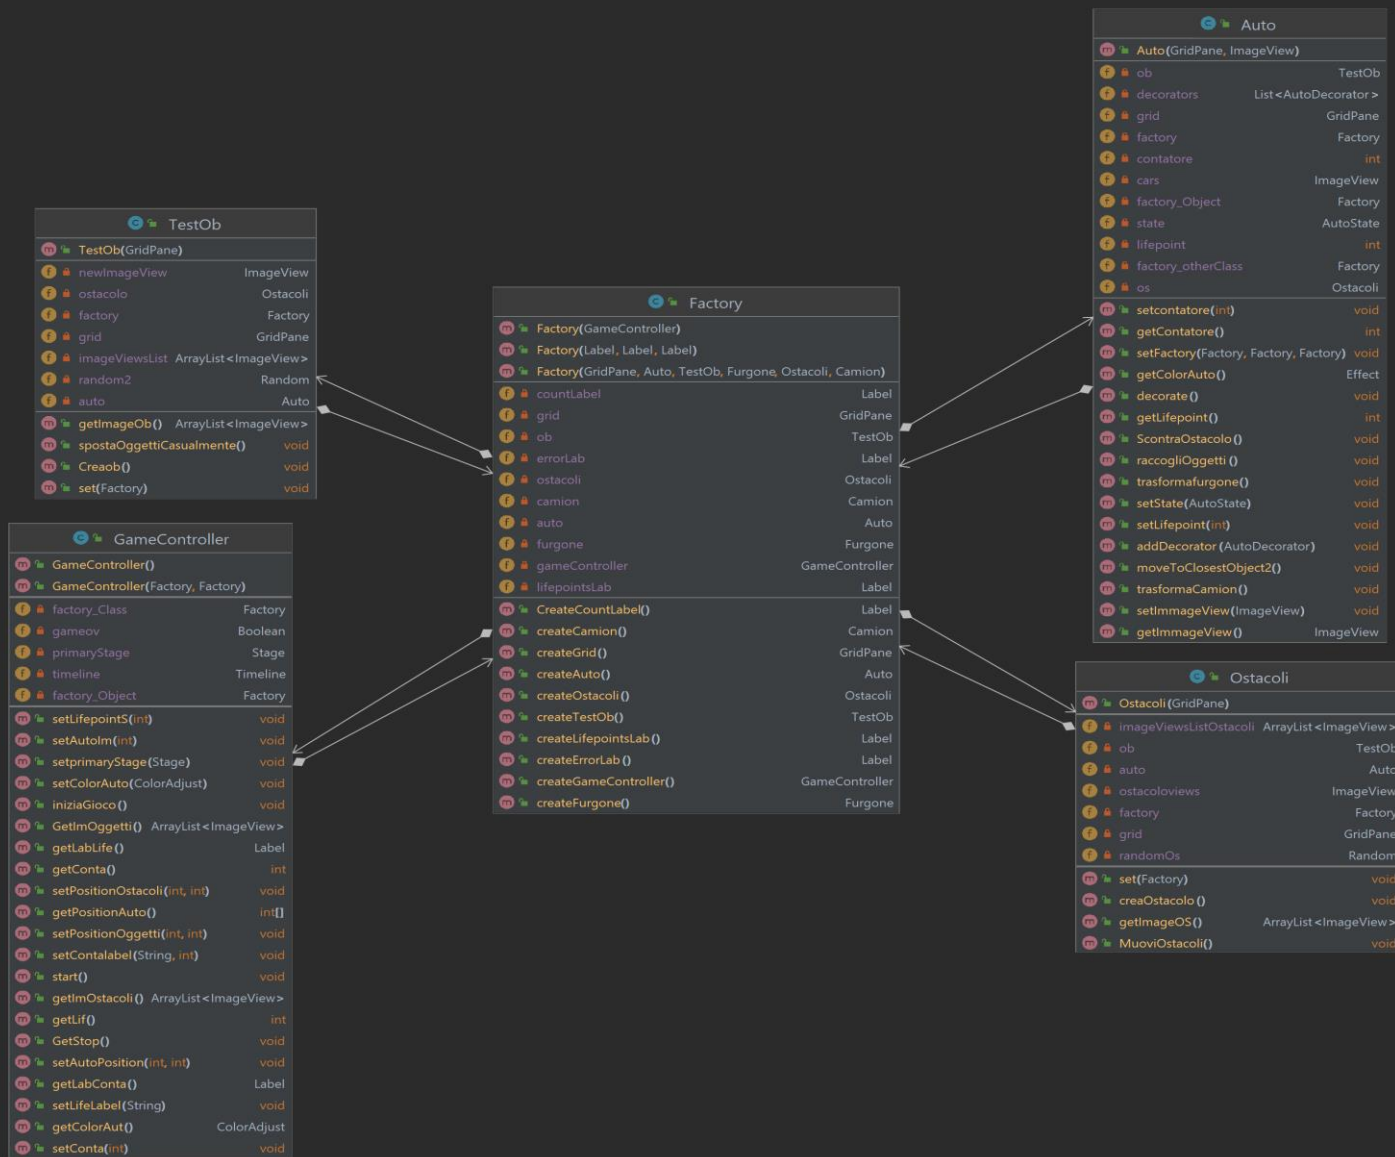 TestOb
TestOb(GridPane)
newImageView ImageView
ostacolo Ostacoli
factory Factory
grid GridPane
imageViewsList ArrayList<ImageView>
random2 Random
auto Auto
getImageOb() ArrayList<ImageView>
spostaOggettiCasualmente() void
Creaob() void
set(Factory) void
GameController
GameController()
GameController(Factory, Factory)
factory_Class Factory
gameov Boolean
primaryStage Stage
timeline Timeline
factory_Object Factory
setLifepointS(int) void
setAutoIm(int) void
setprimaryStage(Stage) void
setColorAuto(ColorAdjust) void
iniziaGioco() void
GetImOggetti() ArrayList<ImageView>
getLabLife() Label
getConta() int
setPositionOstacoli(int, int) void
getPositionAuto() int[]
setPositionOggetti(int, int) void
setContalabel(String, int) void
start() void
getImOstacoli() ArrayList<ImageView>
getLif() int
GetStop() void
setAutoPosition(int, int) void
getLabConta() Label
setLifeLabel(String) void
getColorAut() ColorAdjust
setConta(int) void
Factory
Factory(GameController)
Factory(Label, Label, Label)
Factory(GridPane, Auto, TestOb, Furgone, Ostacoli, Camion)
countLabel Label
grid GridPane
ob TestOb
errorLab Label
ostacoli Ostacoli
camion Camion
auto Auto
furgone Furgone
gameController GameController
lifepointsLab Label
CreateCountLabel() Label
createCamion() Camion
createGrid() GridPane
createAuto() Auto
createOstacoli() Ostacoli
createTestOb() TestOb
createLifepointsLab() Label
createErrorLab() Label
createGameController() GameController
createFurgone() Furgone
Auto
Auto(GridPane, ImageView)
ob TestOb
decorators List<AutoDecorator>
grid GridPane
factory Factory
contatore int
cars ImageView
factory_Object Factory
state AutoState
lifepoint int
factory_otherClass Factory
os Ostacoli
setcontatore(int) void
getContatore() int
setFactory(Factory, Factory, Factory) void
getColorAuto() Effect
decorate() void
getLifepoint() int
ScontraOstacolo() void
raccogliOggetti() void
trasformafurgone() void
setState(AutoState) void
setLifepoint(int) void
addDecorator(AutoDecorator) void
moveToClosestObject2() void
trasformaCamion() void
setImmageView(ImageView) void
getImmageView() ImageView
Ostacoli
Ostacoli(GridPane)
imageViewsListOstacoli ArrayList<ImageView>
ob TestOb
auto Auto
ostacoloviews ImageView
factory Factory
grid GridPane
randomOs Random
set(Factory) void
creaOstacolo() void
getImageOS() ArrayList<ImageView>
MuoviOstacoli() void